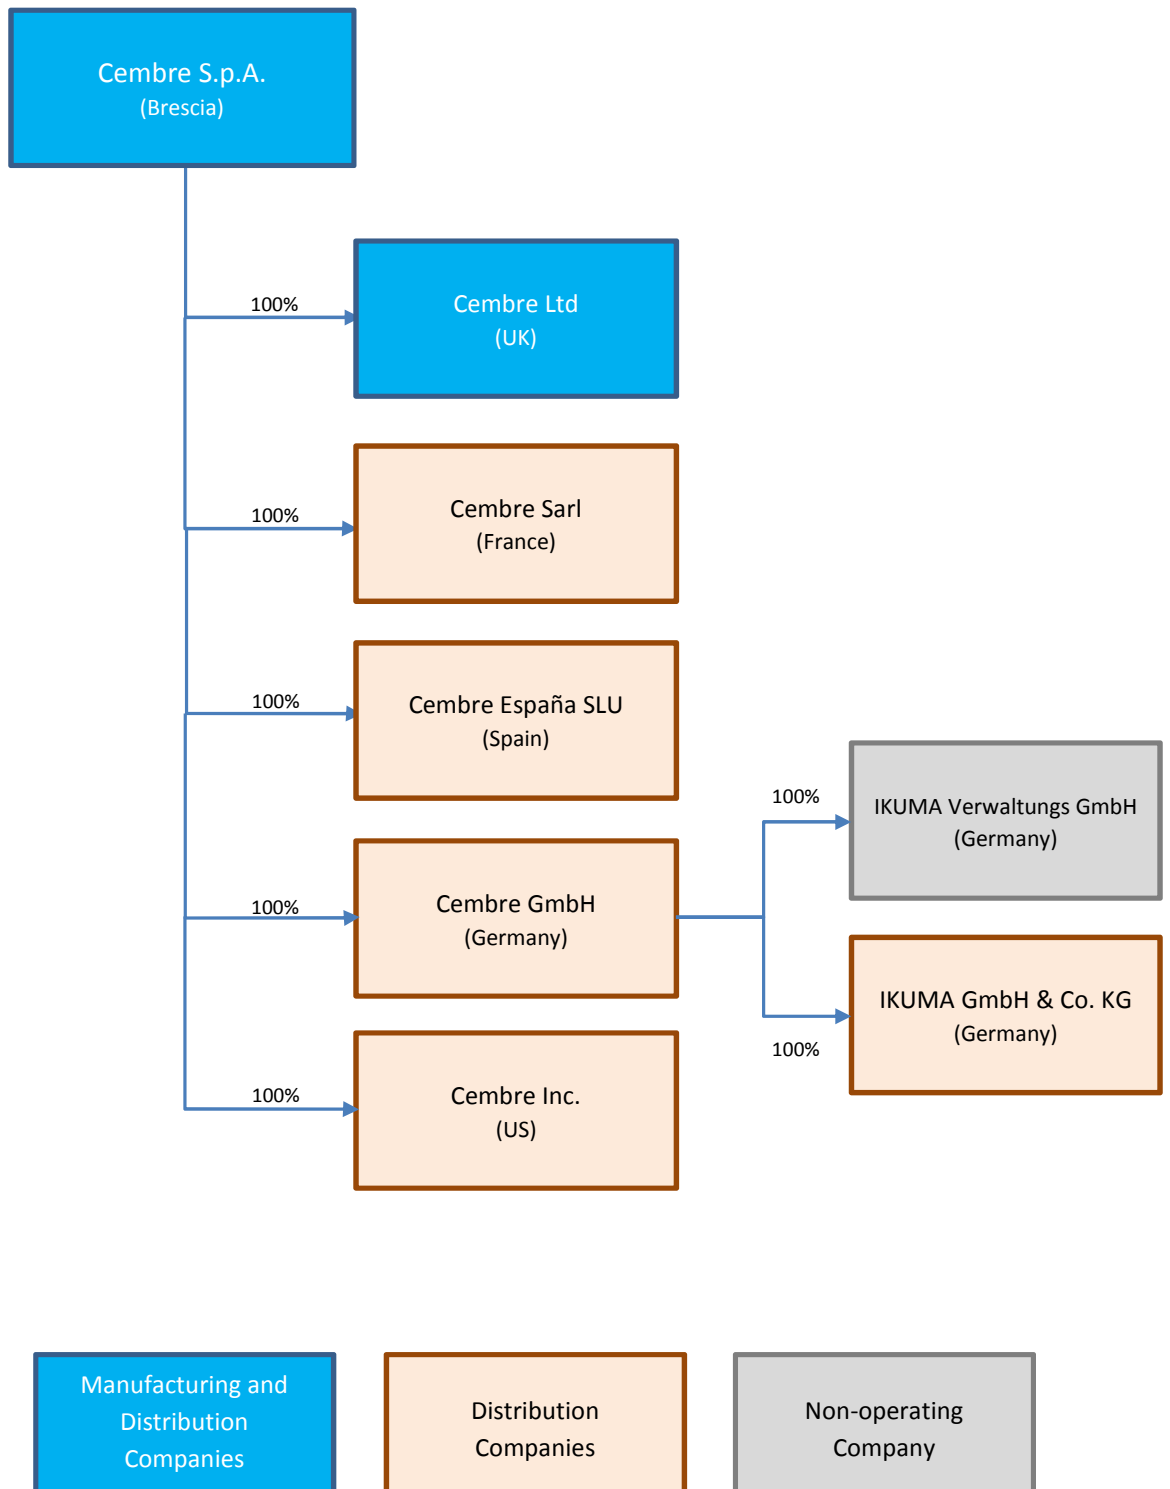 Cembre S.p.A.
(Brescia)
100%
Cembre Ltd
(UK)
100%
Cembre Sarl
(France)
100%
Cembre España SLU
(Spain)
100%
IKUMA Verwaltungs GmbH
(Germany)
100%
Cembre GmbH
(Germany)
IKUMA GmbH & Co. KG
(Germany)
100%
100%
Cembre Inc.
(US)
Manufacturing and
Distribution
Companies
Distribution
Companies
Non-operating
Company